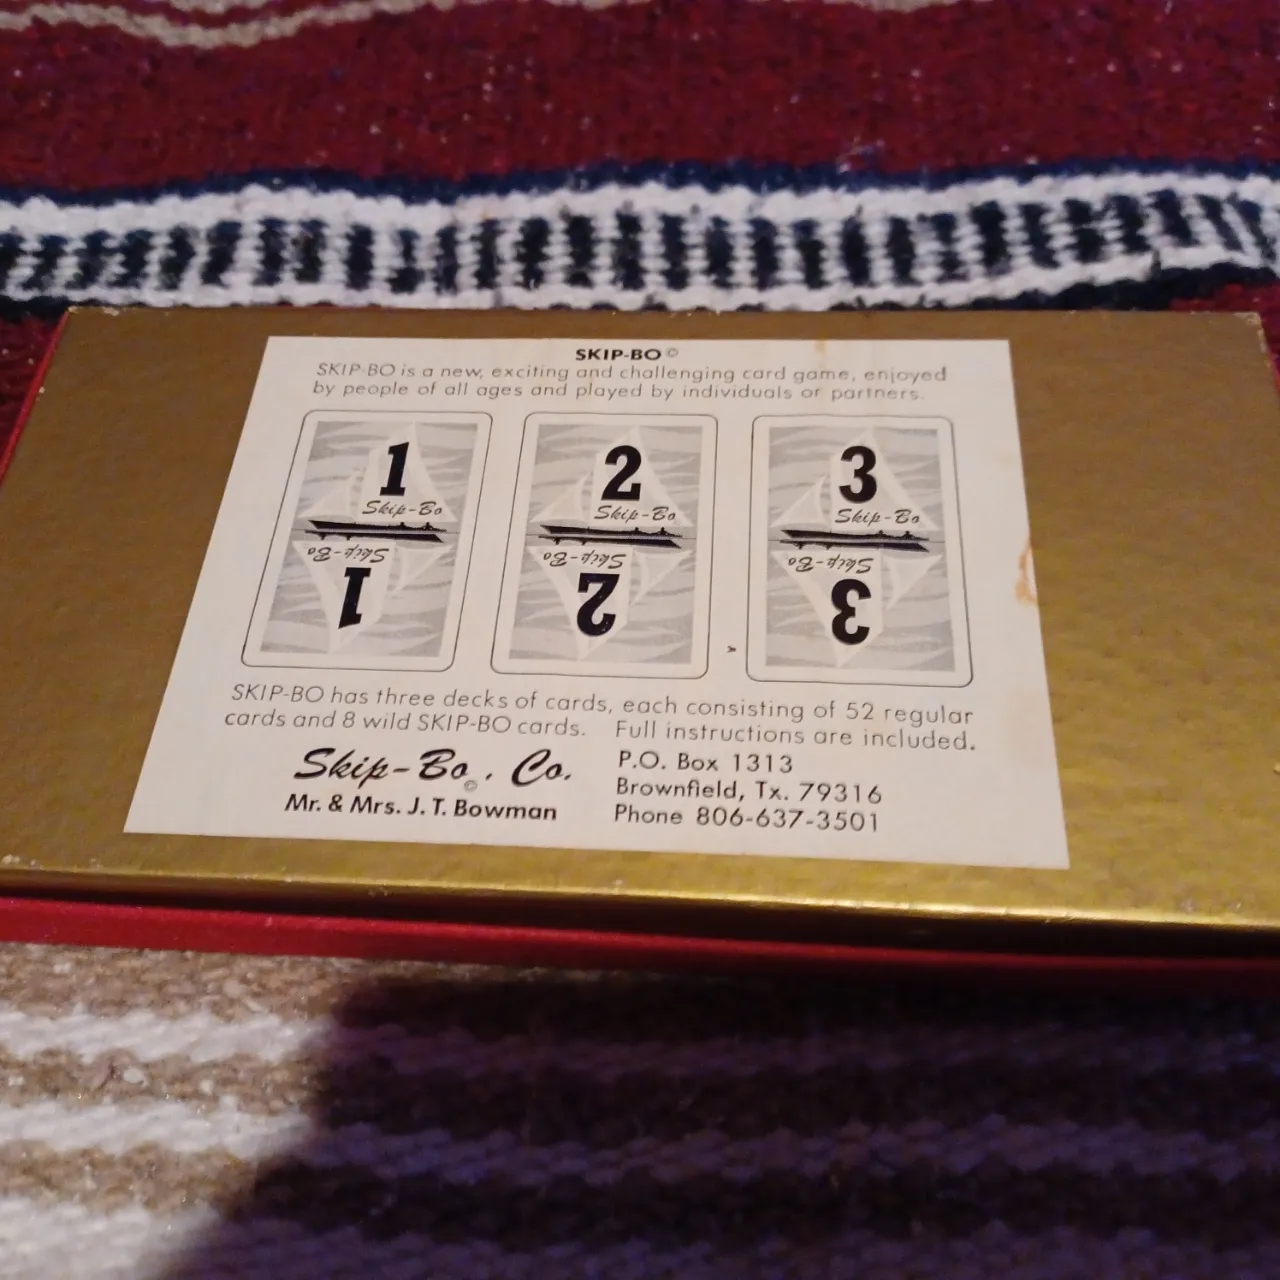 SKIP-BO ©
SKIP-BO is a new, exciting and challenging card game, enjoyed
by people of all ages and played by individuals or partners.
1
Skip-Bo
Skip-Bo
1
2
Skip-Bo
Skip-Bo
2
3
Skip-Bo
Skip-Bo
3
SKIP-BO has three decks of cards, each consisting of 52 regular
cards and 8 wild SKIP-BO cards. Full instructions are included.
Skip-Bo©. Co.
Mr. & Mrs. J. T. Bowman
P.O. Box 1313
Brownfield, Tx. 79316
Phone 806-637-3501